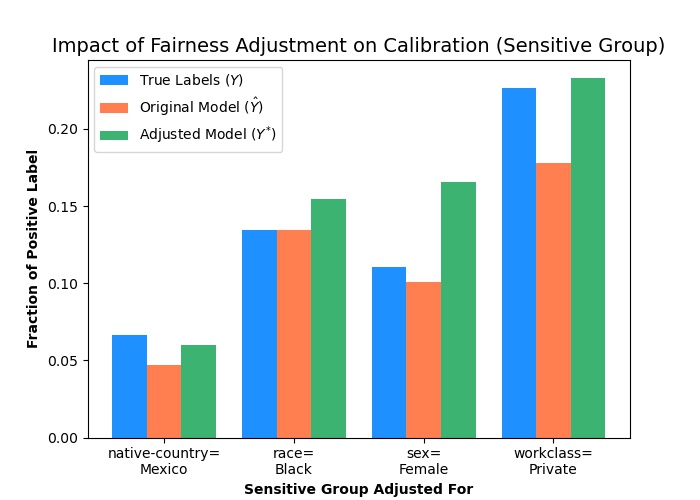 Impact of Fairness Adjustment on Calibration (Sensitive Group)
True Labels (Y)
Original Model (Ŷ)
Adjusted Model (Y*)
Fraction of Positive Label
0.20
0.15
0.10
0.05
0.00
native-country=
Mexico
race=
Black
sex=
Female
workclass=
Private
Sensitive Group Adjusted For